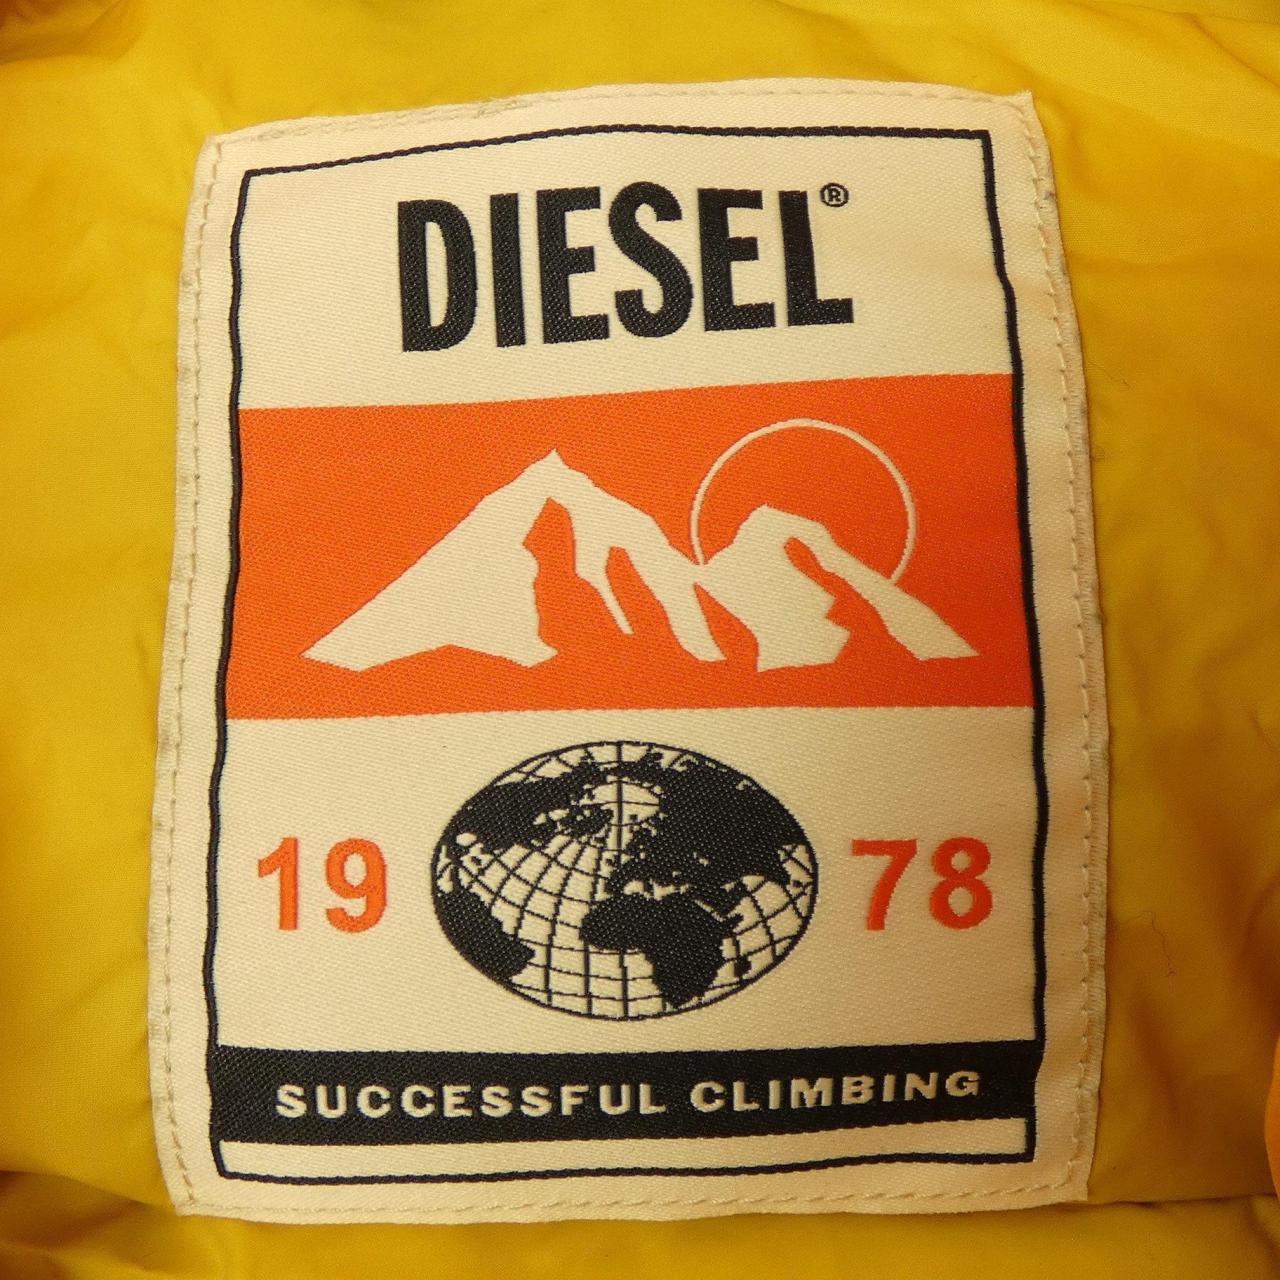 DIESEL®
19 78
SUCCESSFUL CLIMBING